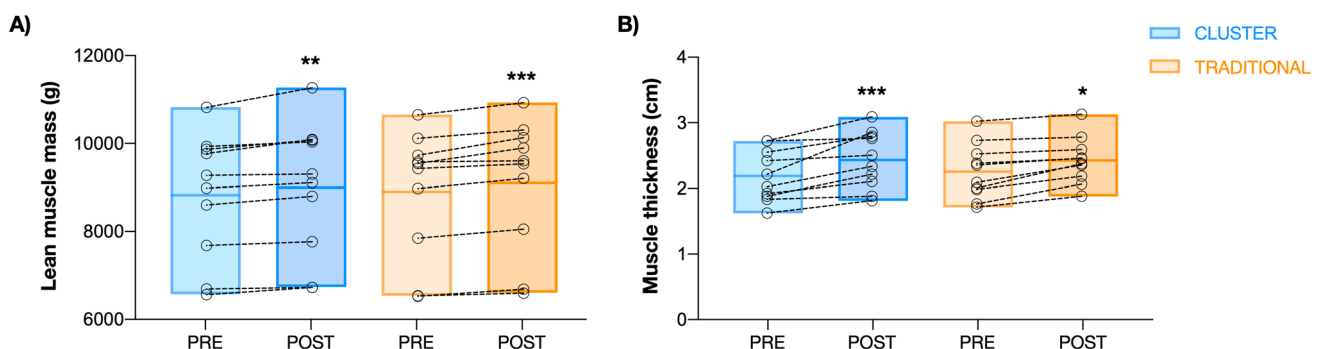 A)
Lean muscle mass (g)
12000
10000
8000
6000
**
***
PRE
POST
PRE
POST
B)
Muscle thickness (cm)
4
3
2
1
0
***
*
PRE
POST
PRE
POST
CLUSTER
TRADITIONAL